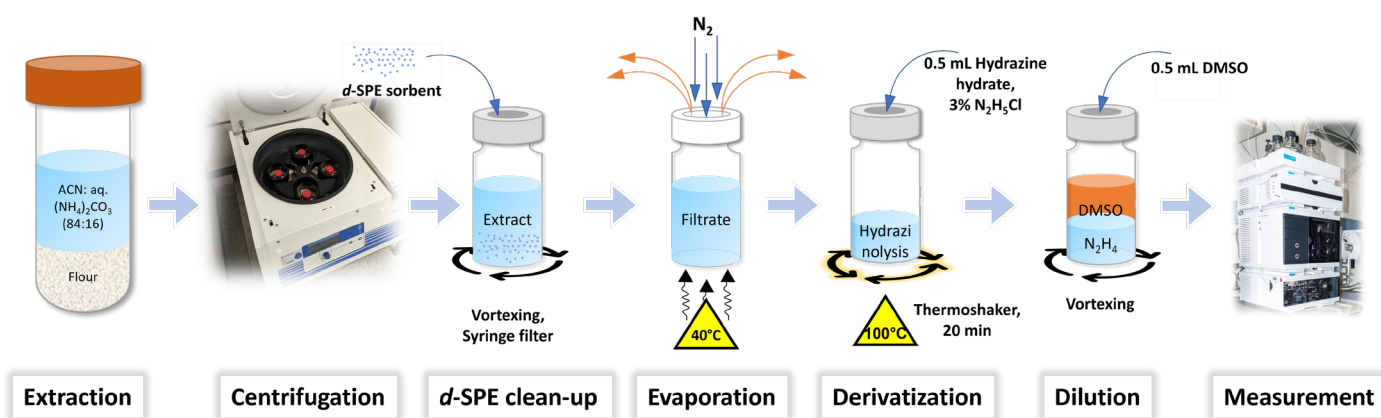 ACN: aq.
(NH₄)₂CO₃
(84:16)
Flour
Extraction
Centrifugation
d-SPE sorbent
Extract
Vortexing,
Syringe filter
d-SPE clean-up
N₂
Filtrate
40°C
Evaporation
0.5 mL Hydrazine
hydrate,
3% N₂H₅Cl
Hydrazi
nolysis
100°C
Thermoshaker,
20 min
Derivatization
0.5 mL DMSO
DMSO
N₂H₄
Vortexing
Dilution
Measurement